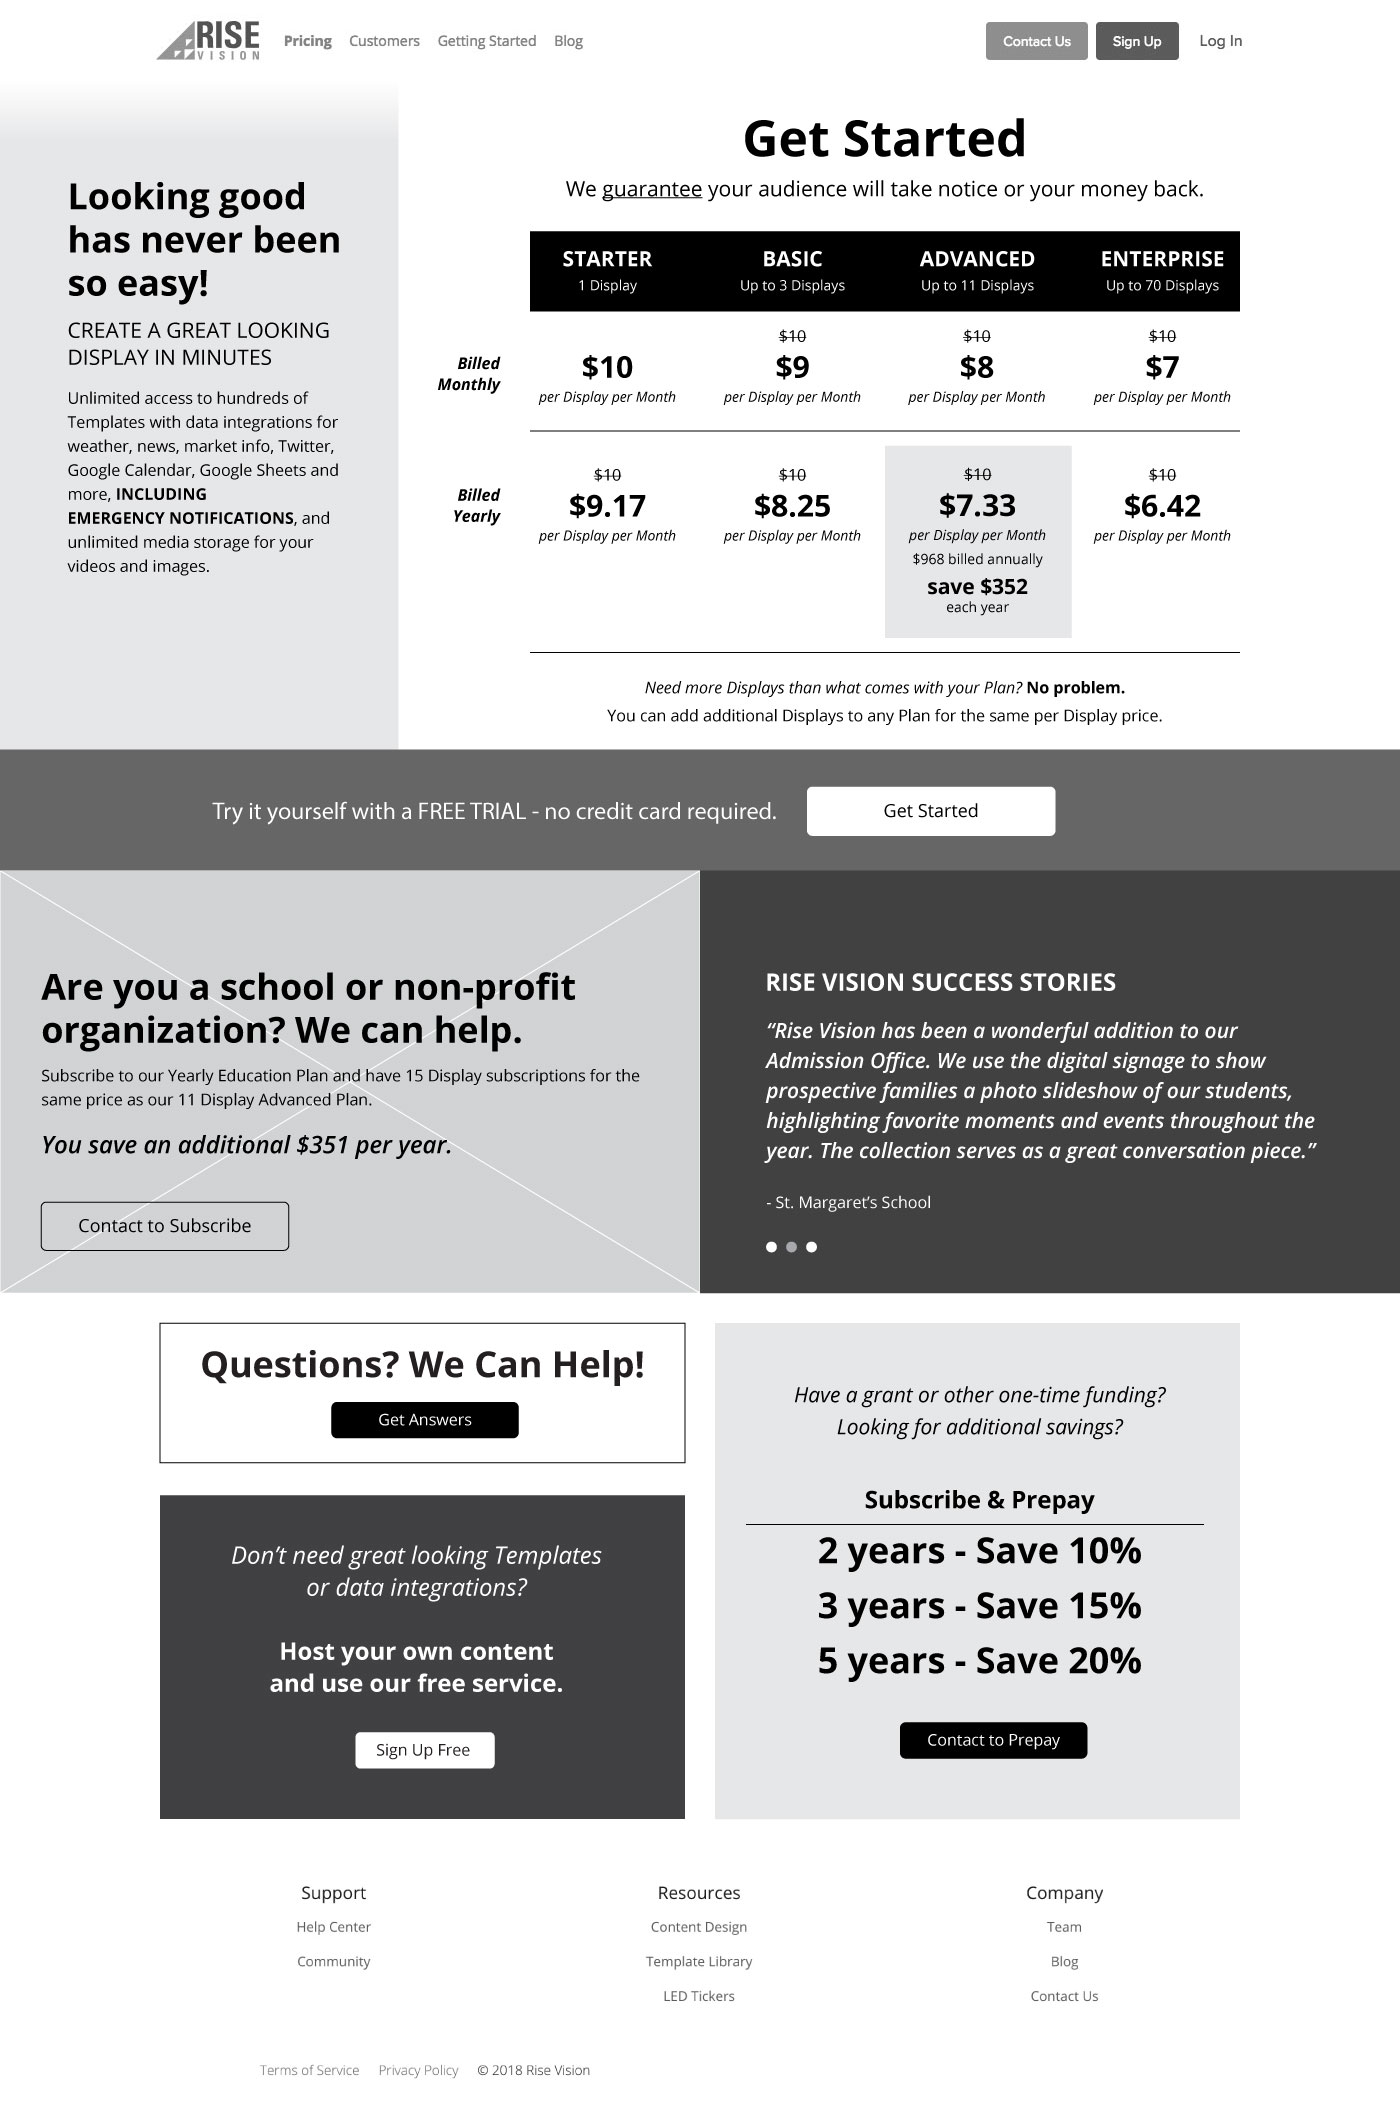 RISE
VISION
Pricing Customers Getting Started Blog
Contact Us Sign Up Log In
Looking good
has never been
so easy!
CREATE A GREAT LOOKING
DISPLAY IN MINUTES
Unlimited access to hundreds of
Templates with data integrations for
weather, news, market info, Twitter,
Google Calendar, Google Sheets and
more, INCLUDING
EMERGENCY NOTIFICATIONS, and
unlimited media storage for your
videos and images.
Get Started
We guarantee your audience will take notice or your money back.
STARTER BASIC ADVANCED ENTERPRISE
1 Display Up to 3 Displays Up to 11 Displays Up to 70 Displays
$10 $10 $10
Billed
Monthly
$10 $9 $8 $7
per Display per Month per Display per Month per Display per Month per Display per Month
$10 $10 $10 $10
Billed
Yearly
$9.17 $8.25 $7.33 $6.42
per Display per Month per Display per Month per Display per Month per Display per Month
$968 billed annually
save $352
each year
Need more Displays than what comes with your Plan? No problem.
You can add additional Displays to any Plan for the same per Display price.
Try it yourself with a FREE TRIAL - no credit card required.
Get Started
Are you a school or non-profit
organization? We can help.
Subscribe to our Yearly Education Plan and have 15 Display subscriptions for the
same price as our 11 Display Advanced Plan.
You save an additional $351 per year.
Contact to Subscribe
RISE VISION SUCCESS STORIES
“Rise Vision has been a wonderful addition to our
Admission Office. We use the digital signage to show
prospective families a photo slideshow of our students,
highlighting favorite moments and events throughout the
year. The collection serves as a great conversation piece.”
- St. Margaret’s School
Questions? We Can Help!
Get Answers
Don’t need great looking Templates
or data integrations?
Host your own content
and use our free service.
Sign Up Free
Have a grant or other one-time funding?
Looking for additional savings?
Subscribe & Prepay
2 years - Save 10%
3 years - Save 15%
5 years - Save 20%
Contact to Prepay
Support
Help Center
Community
Resources
Content Design
Template Library
LED Tickers
Company
Team
Blog
Contact Us
Terms of Service Privacy Policy © 2018 Rise Vision